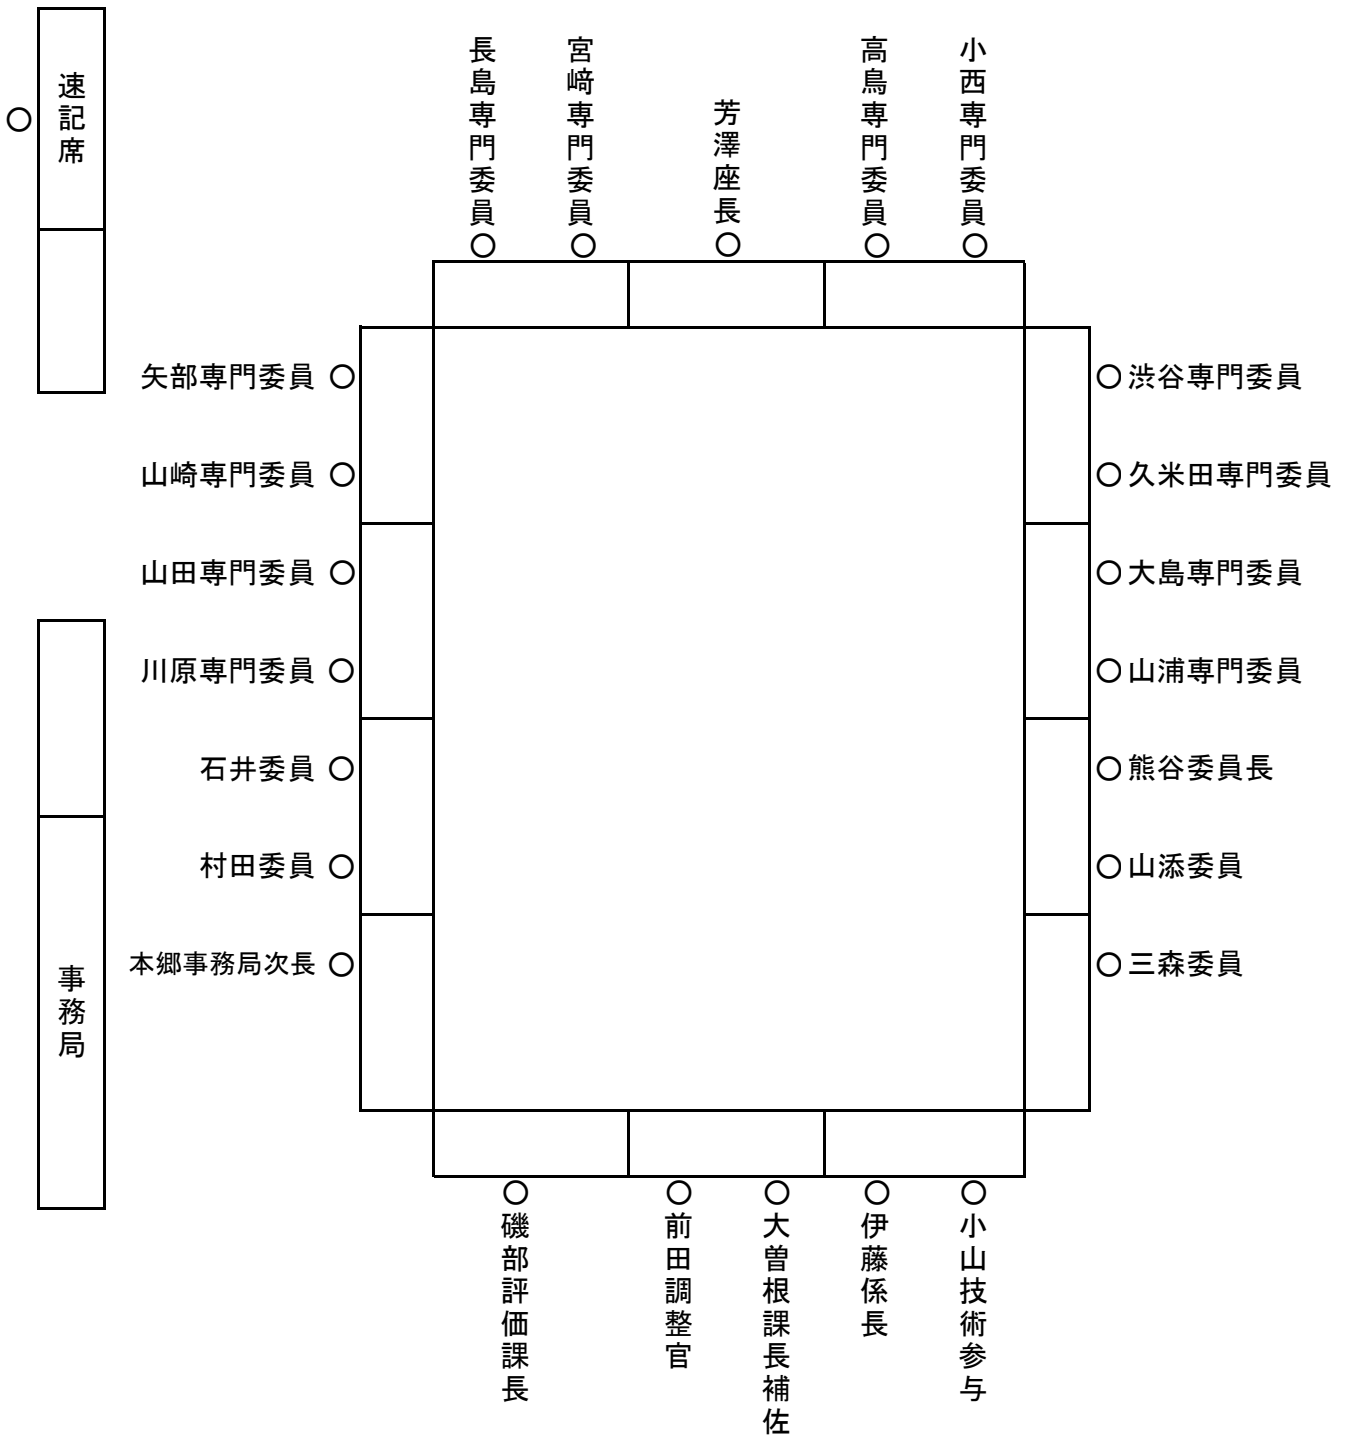 速記席
長島専門委員
宮﨑専門委員
芳澤座長
高鳥専門委員
小西専門委員
矢部専門委員
渋谷専門委員
山崎専門委員
久米田専門委員
山田専門委員
大島専門委員
川原専門委員
山浦専門委員
石井委員
熊谷委員長
村田委員
山添委員
本郷事務局次長
三森委員
事務局
磯部評価課長
前田調整官
大曽根課長補佐
伊藤係長
小山技術参与